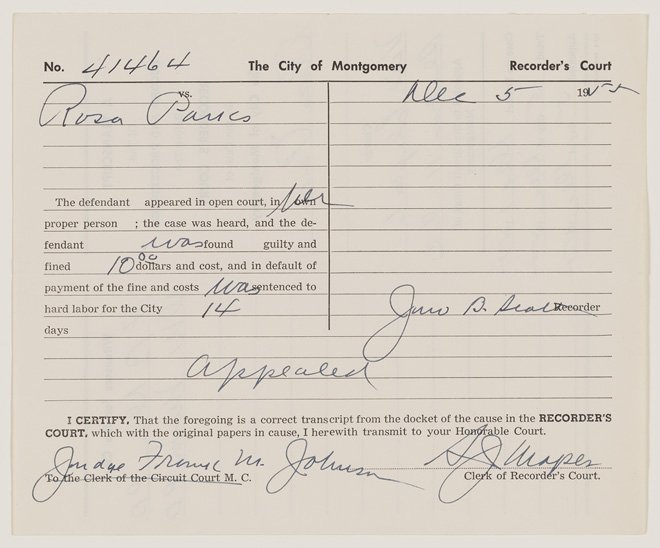 No. 41464 The City of Montgomery Recorder's Court
vs. Dec 5 1955
Rosa Parks
The defendant appeared in open court, in her own
proper person ; the case was heard, and the de-
fendant was found guilty and
fined 10 00 dollars and cost, and in default of
payment of the fine and costs was sentenced to
hard labor for the City 14
Jno B. Recorder
days
Appealed
I CERTIFY, That the foregoing is a correct transcript from the docket of the cause in the RECORDER'S
COURT, which with the original papers in cause, I herewith transmit to your Honorable Court.
Judge Frank M. Johnson
To the Clerk of the Circuit Court M. C. Clerk of Recorder's Court.